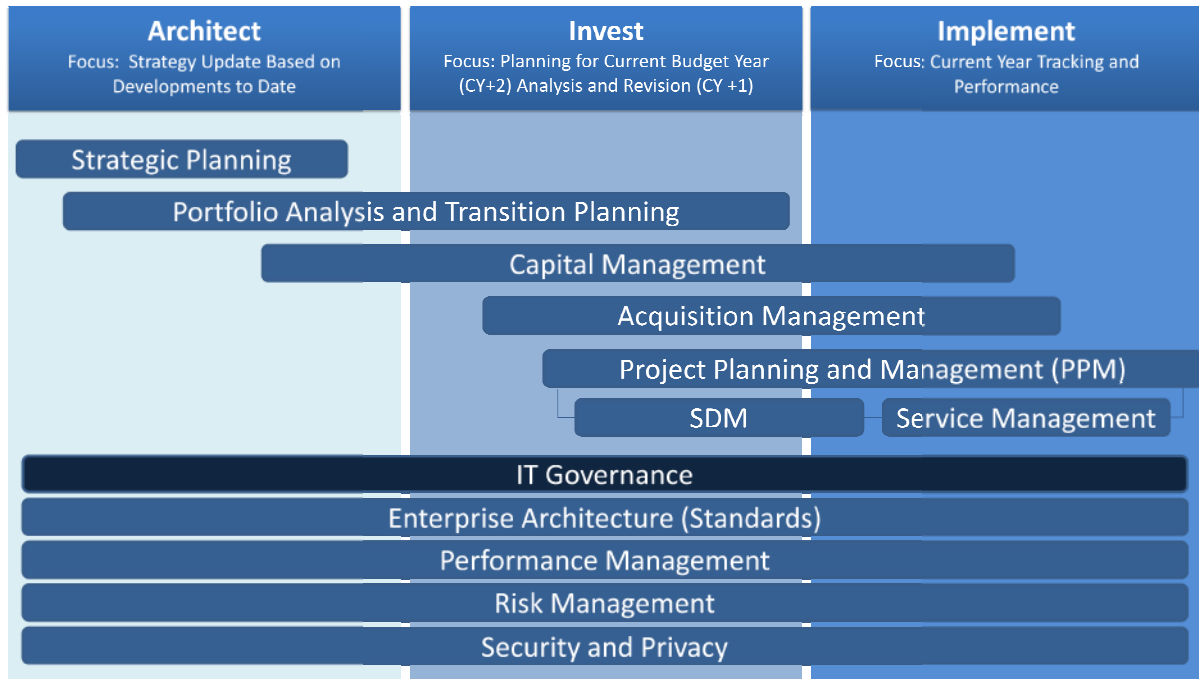 Architect
Focus: Strategy Update Based on
Developments to Date
Invest
Focus: Planning for Current Budget Year
(CY+2) Analysis and Revision (CY +1)
Implement
Focus: Current Year Tracking and
Performance
Strategic Planning
Portfolio Analysis and Transition Planning
Capital Management
Acquisition Management
Project Planning and Management (PPM)
SDM
Service Management
IT Governance
Enterprise Architecture (Standards)
Performance Management
Risk Management
Security and Privacy